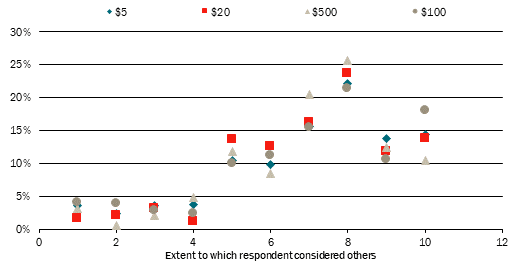 $5 $20 $500 $100
30%
25%
20%
15%
10%
5%
0%
0 2 4 6 8 10 12
Extent to which respondent considered others